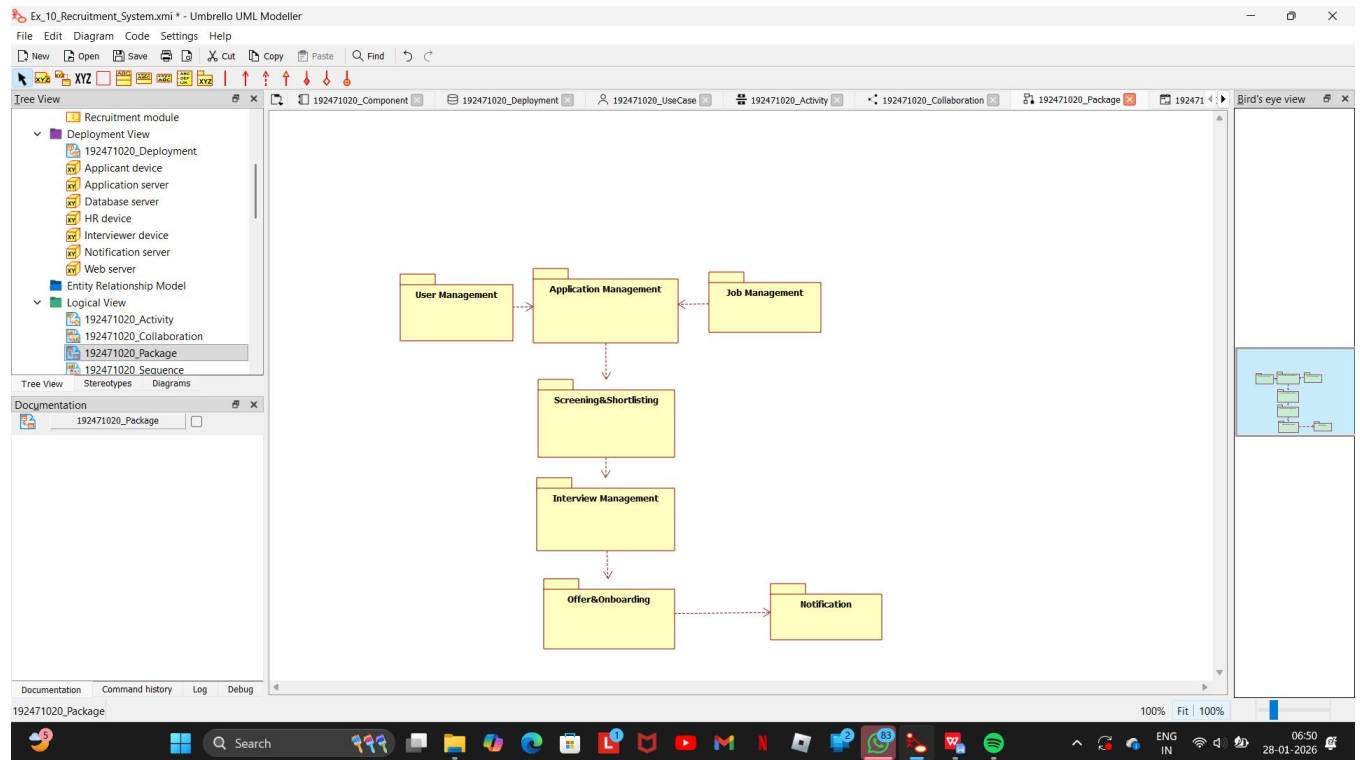 Ex_10_Recruitment_System.xmi * - Umbrello UML Modeller
File Edit Diagram Code Settings Help
New Open Save Cut Copy Paste Find
XYZ
Tree View
192471020_Component 192471020_Deployment 192471020_UseCase 192471020_Activity 192471020_Collaboration 192471020_Package 192471
Bird's eye view
Recruitment module
Deployment View
192471020_Deployment
Applicant device
Application server
Database server
HR device
Interviewer device
Notification server
Web server
Entity Relationship Model
Logical View
192471020_Activity
192471020_Collaboration
192471020_Package
192471020_Sequence
Tree View Stereotypes Diagrams
Documentation
192471020_Package
User Management
Application Management
Job Management
Screening&Shortlisting
Interview Management
Offer&Onboarding
Notification
Documentation Command history Log Debug
192471020_Package
100% Fit 100%
5
Search
2
83
ENG
IN
06:50
28-01-2026